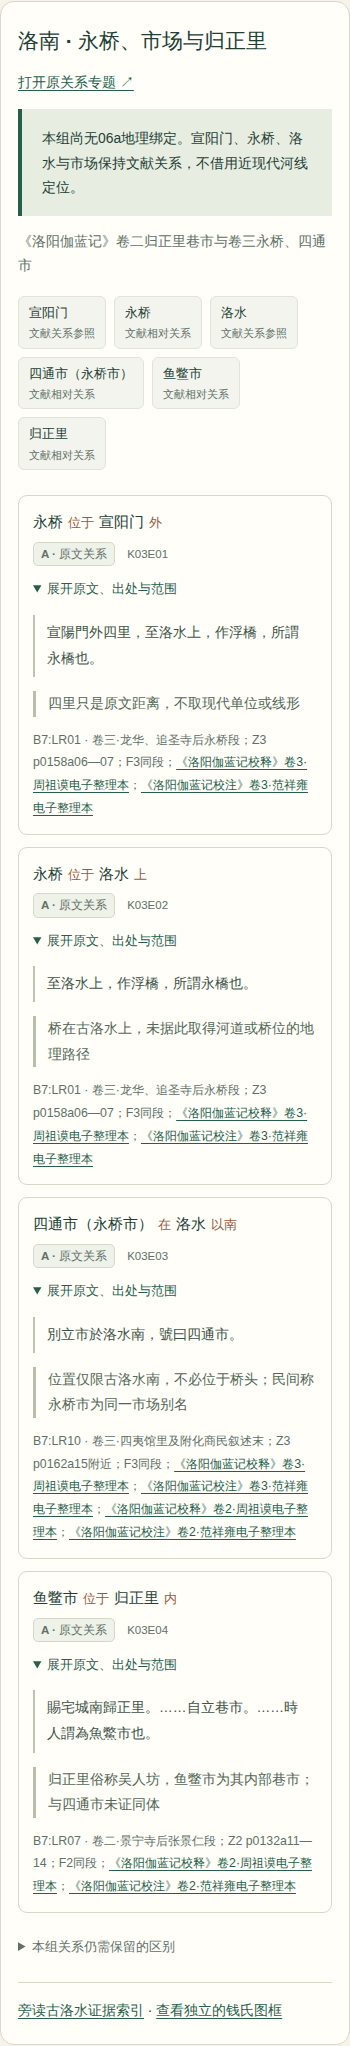 洛南 · 永桥、市场与归正里
打开原关系专题 ↗
本组尚无06a地理绑定。宣阳门、永桥、洛
水与市场保持文献关系，不借用近现代河线
定位。
《洛阳伽蓝记》卷二归正里巷市与卷三永桥、四通
市
宣阳门
文献关系参照
永桥
文献相对关系
洛水
文献关系参照
四通市（永桥市）
文献相对关系
鱼鳖市
文献相对关系
归正里
文献相对关系
永桥 位于 宣阳门 外
A · 原文关系 K03E01
▼ 展开原文、出处与范围
宣陽門外四里，至洛水上，作浮橋，所謂
永橋也。
四里只是原文距离，不取现代单位或线形
B7:LR01 · 卷三·龙华、追圣寺后永桥段；Z3
p0158a06—07；F3同段；《洛阳伽蓝记校释》卷3·
周祖谟电子整理本；《洛阳伽蓝记校注》卷3·范祥雍
电子整理本
永桥 位于 洛水 上
A · 原文关系 K03E02
▼ 展开原文、出处与范围
至洛水上，作浮橋，所謂永橋也。
桥在古洛水上，未据此取得河道或桥位的地
理路径
B7:LR01 · 卷三·龙华、追圣寺后永桥段；Z3
p0158a06—07；F3同段；《洛阳伽蓝记校释》卷3·
周祖谟电子整理本；《洛阳伽蓝记校注》卷3·范祥雍
电子整理本
四通市（永桥市） 在 洛水 以南
A · 原文关系 K03E03
▼ 展开原文、出处与范围
別立市於洛水南，號曰四通市。
位置仅限古洛水南，不必位于桥头；民间称
永桥市为同一市场别名
B7:LR10 · 卷三·四夷馆里及附化商民叙述末；Z3
p0162a15附近；F3同段；《洛阳伽蓝记校释》卷3·
周祖谟电子整理本；《洛阳伽蓝记校注》卷3·范祥雍
电子整理本；《洛阳伽蓝记校释》卷2·周祖谟电子整
理本；《洛阳伽蓝记校注》卷2·范祥雍电子整理本
鱼鳖市 位于 归正里 内
A · 原文关系 K03E04
▼ 展开原文、出处与范围
賜宅城南歸正里。……自立巷市。……時
人謂為魚鱉市也。
归正里俗称吴人坊，鱼鳖市为其内部巷市；
与四通市未证同体
B7:LR07 · 卷二·景宁寺后张景仁段；Z2 p0132a11—
14；F2同段；《洛阳伽蓝记校释》卷2·周祖谟电子整
理本；《洛阳伽蓝记校注》卷2·范祥雍电子整理本
▶ 本组关系仍需保留的区别
旁读古洛水证据索引 · 查看独立的钱氏图框